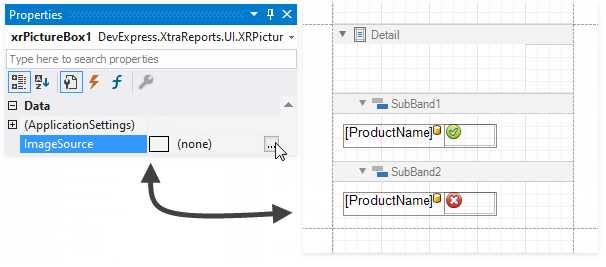 Properties
xrPictureBox1 DevExpress.XtraReports.UI.XRPictur
Type here to search properties
Data
(ApplicationSettings)
ImageSource (none) ...
Detail
SubBand1
[ProductName]
SubBand2
[ProductName]